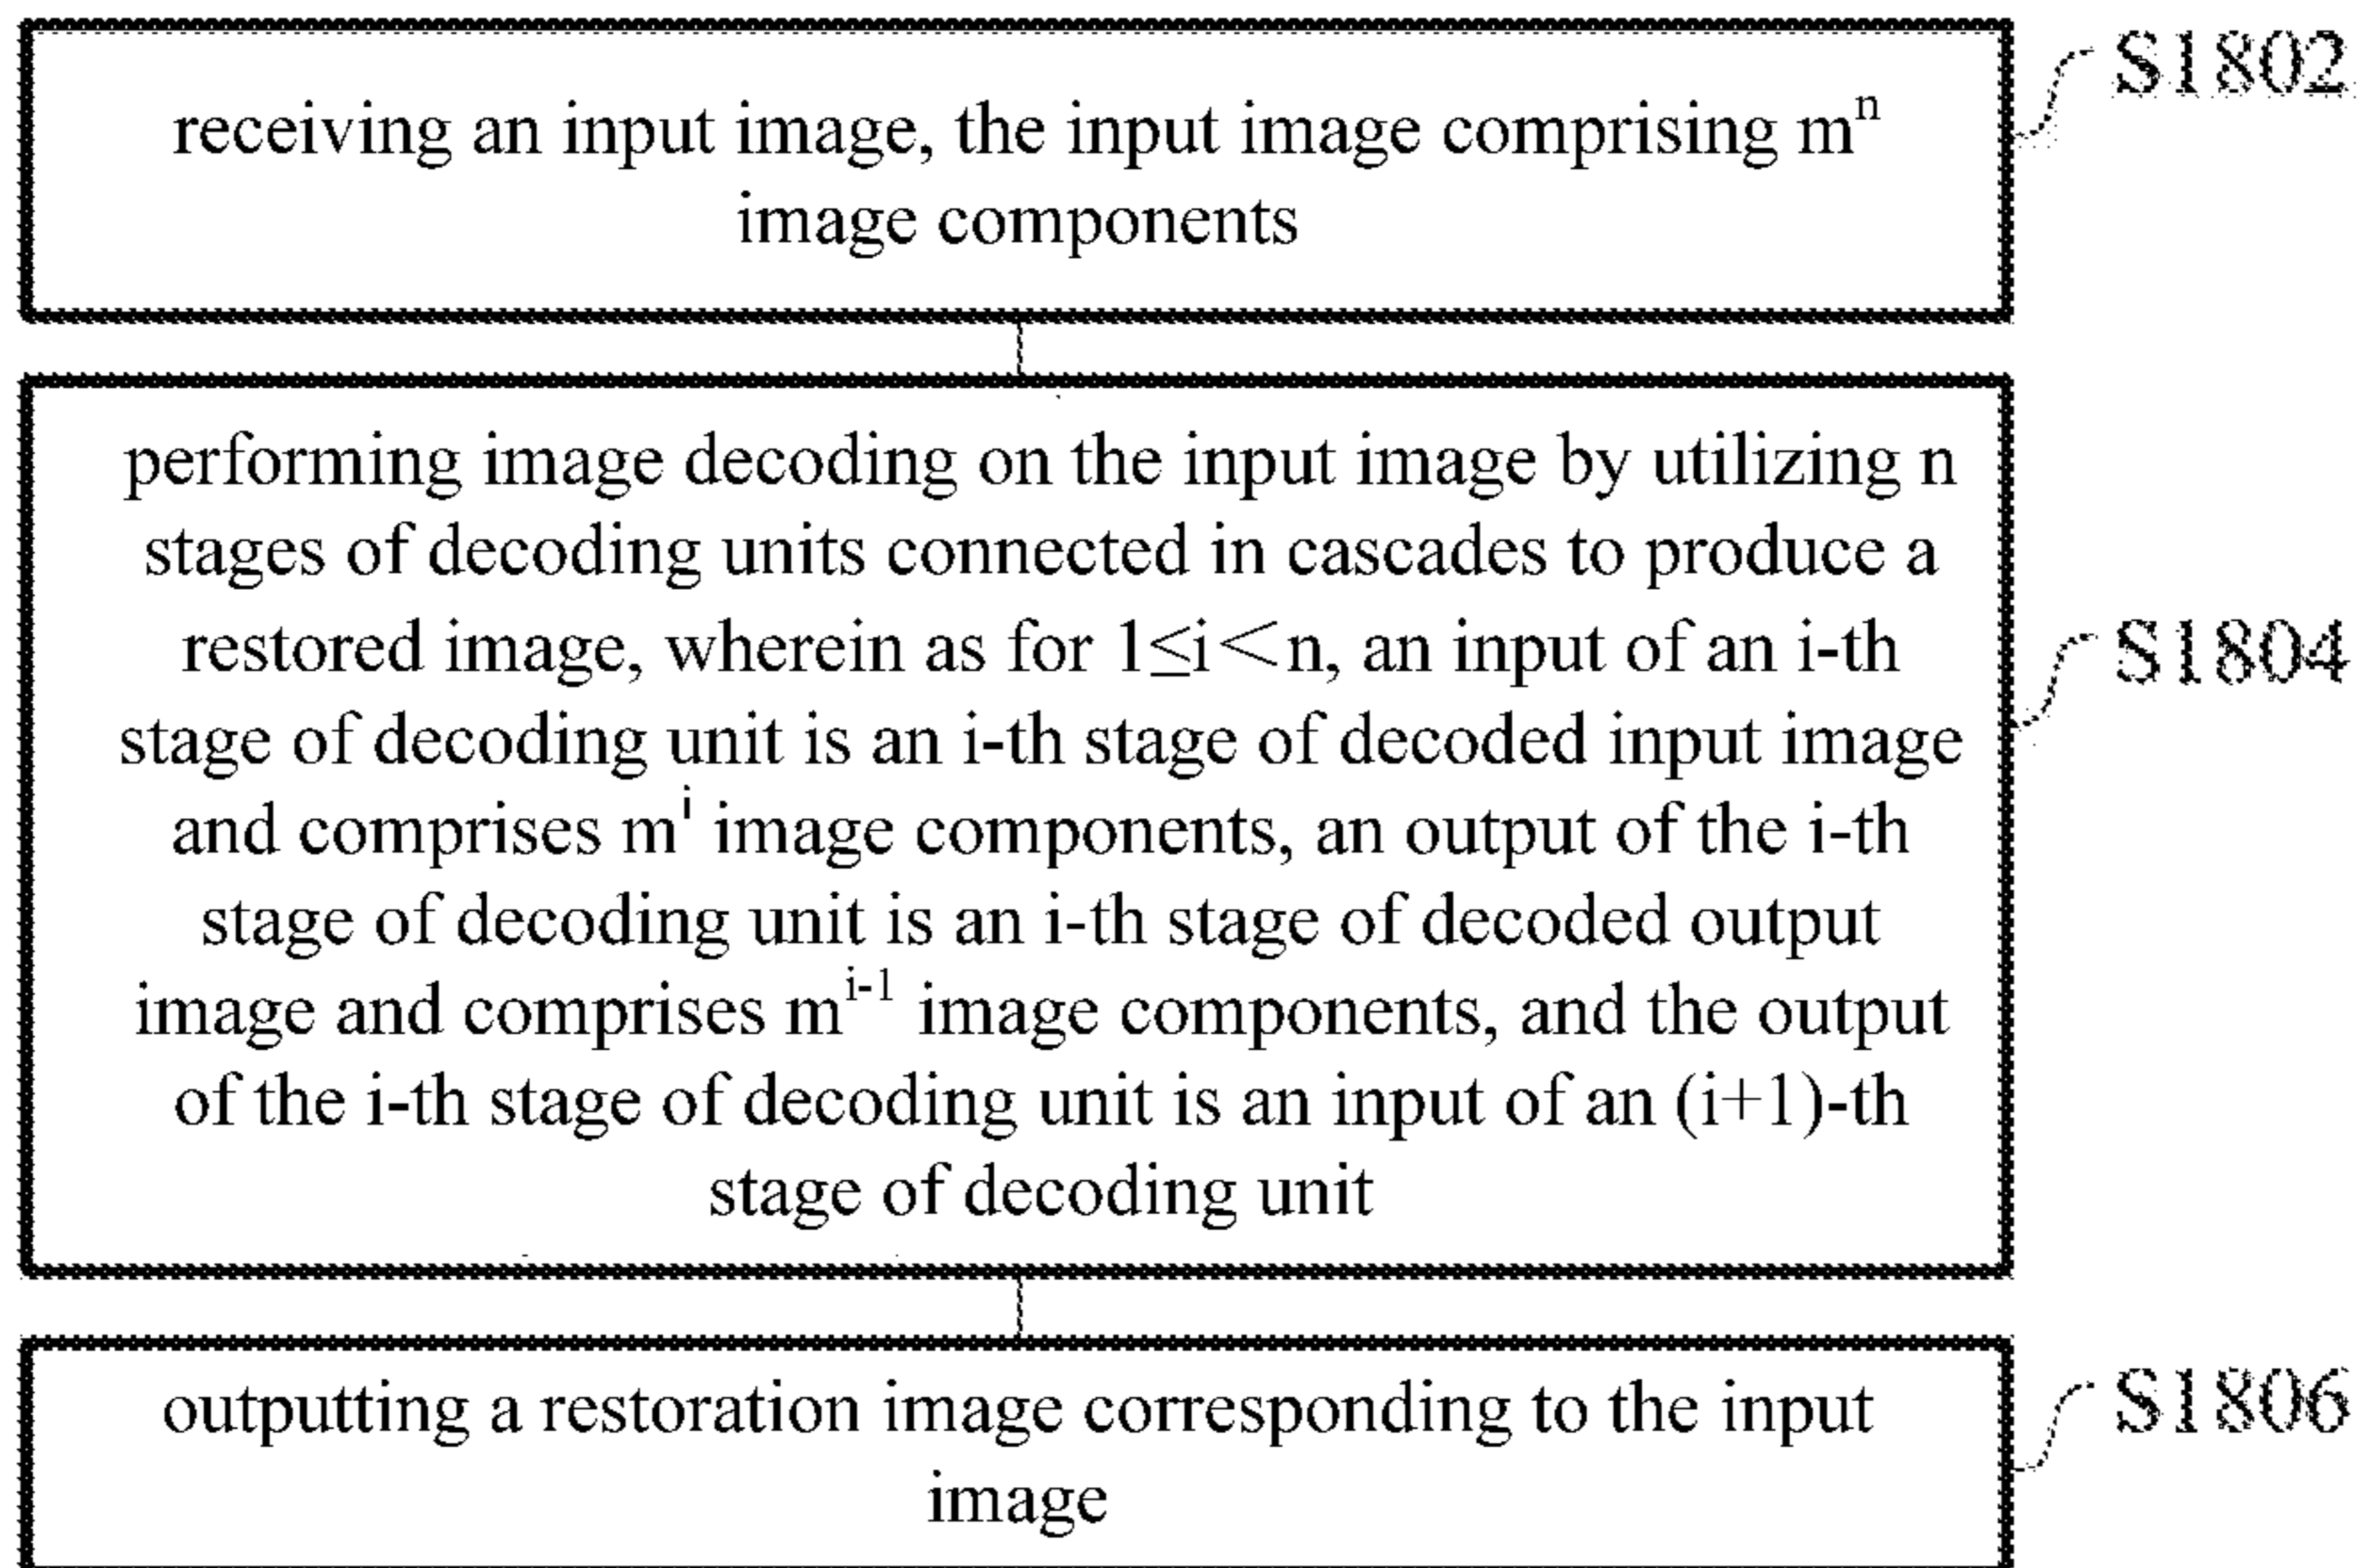 receiving an input image, the input image comprising mⁿ
image components
S1802
performing image decoding on the input image by utilizing n
stages of decoding units connected in cascades to produce a
restored image, wherein as for 1≤i<n, an input of an i-th
stage of decoding unit is an i-th stage of decoded input image
and comprises mⁱ image components, an output of the i-th
stage of decoding unit is an i-th stage of decoded output
image and comprises mⁱ⁻¹ image components, and the output
of the i-th stage of decoding unit is an input of an (i+1)-th
stage of decoding unit
S1804
outputting a restoration image corresponding to the input
image
S1806